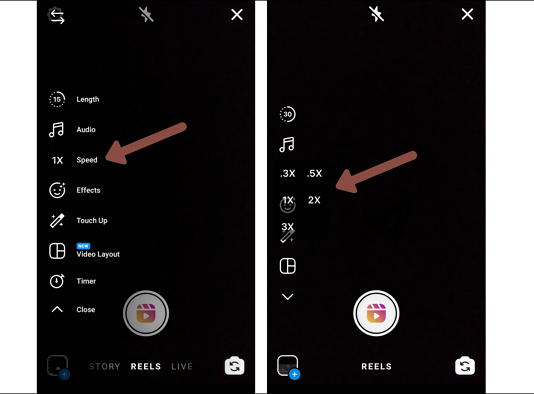 15 Length
Audio
1X Speed
Effects
Touch Up
NEW
Video Layout
Timer
Close
STORY REELS LIVE
30
.3X .5X
1X 2X
3X
REELS